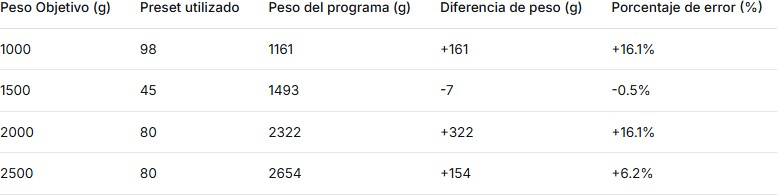 Peso Objetivo (g) Preset utilizado Peso del programa (g) Diferencia de peso (g) Porcentaje de error (%)
1000 98 1161 +161 +16.1%
1500 45 1493 -7 -0.5%
2000 80 2322 +322 +16.1%
2500 80 2654 +154 +6.2%